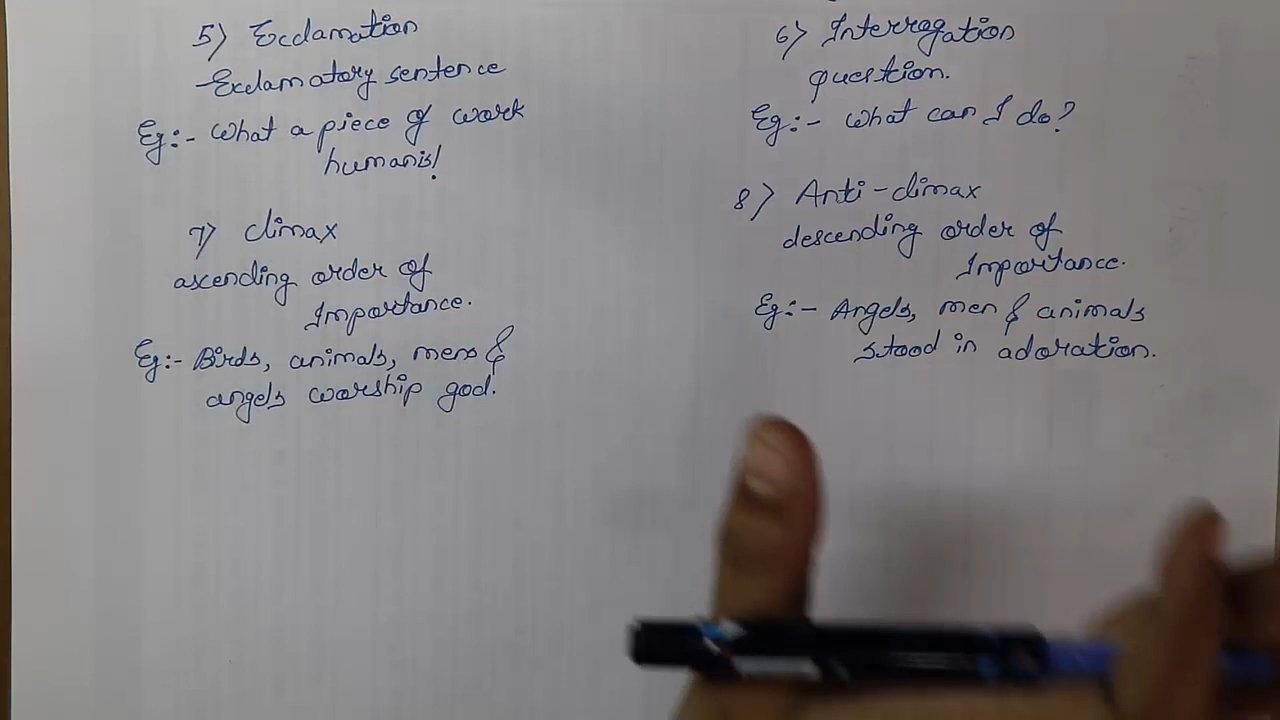 5) Exclamation
-Exclamatory sentence
Eg:- What a piece of work
humanis!
6) Interrogation
question.
Eg:- What can I do?
7) climax
ascending order of
Importance.
Eg:- Birds, animals, mens &
angels worship god.
8) Anti-climax
descending order of
Importance.
Eg:- Angels, men & animals
stood in adoration.